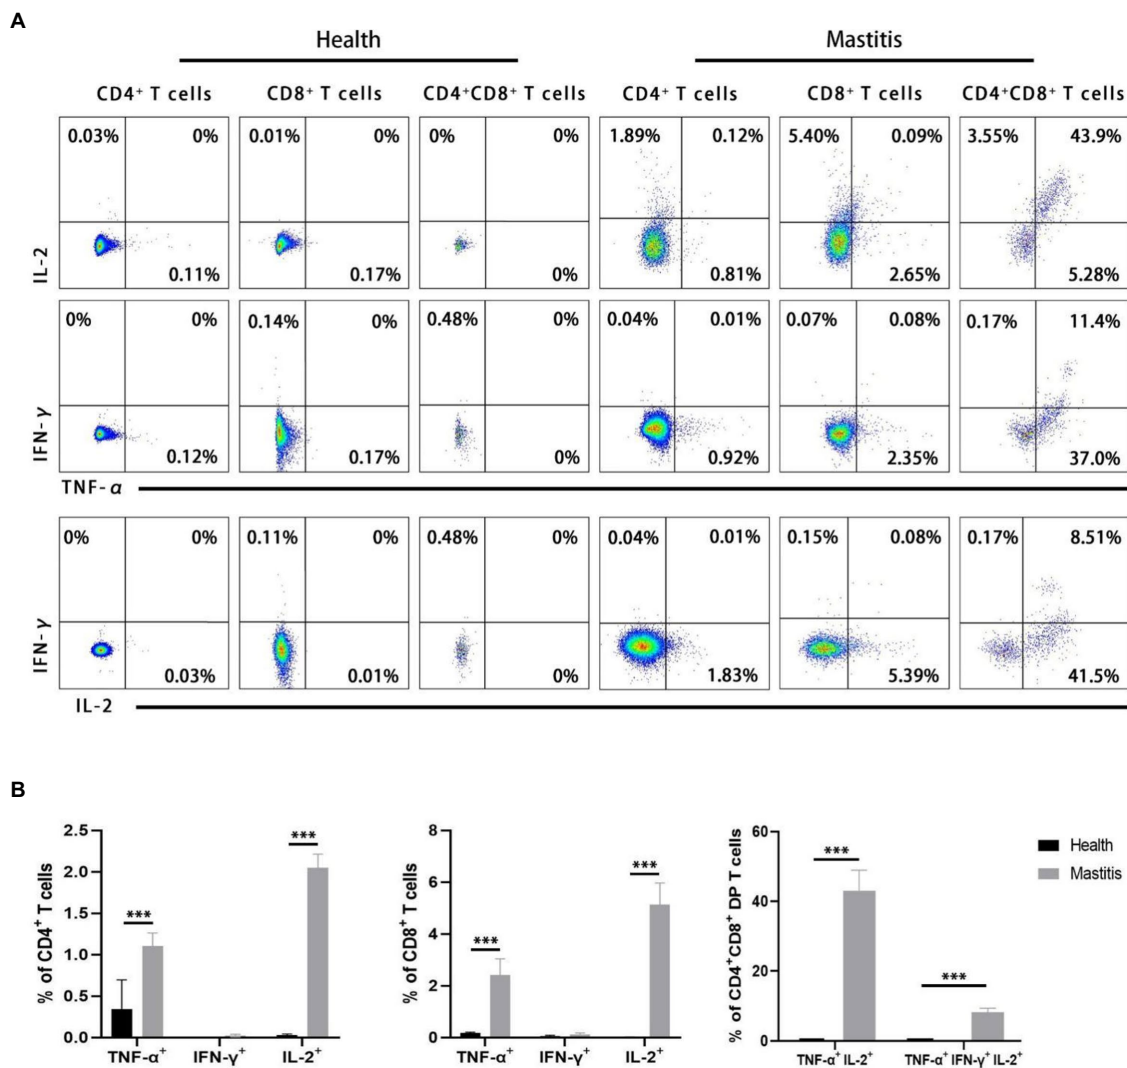 A
Health Mastitis
CD4⁺ T cells CD8⁺ T cells CD4⁺CD8⁺ T cells CD4⁺ T cells CD8⁺ T cells CD4⁺CD8⁺ T cells
0.03% 0% 0.01% 0% 0% 0% 1.89% 0.12% 5.40% 0.09% 3.55% 43.9%
IL-2
0.11% 0.17% 0% 0.81% 2.65% 5.28%
0% 0% 0.14% 0% 0.48% 0% 0.04% 0.01% 0.07% 0.08% 0.17% 11.4%
IFN-γ
0.12% 0.17% 0% 0.92% 2.35% 37.0%
TNF-α
0% 0% 0.11% 0% 0.48% 0% 0.04% 0.01% 0.15% 0.08% 0.17% 8.51%
IFN-γ
0.03% 0.01% 0% 1.83% 5.39% 41.5%
IL-2
B
% of CD4⁺ T cells
2.5
2.0
1.5
1.0
0.5
0.0
***
***
TNF-α⁺ IFN-γ⁺ IL-2⁺
% of CD8⁺ T cells
8
6
4
2
0
***
***
TNF-α⁺ IFN-γ⁺ IL-2⁺
% of CD4⁺CD8⁺ DP T cells
60
40
20
0
***
***
TNF-α⁺ IL-2⁺ TNF-α⁺ IFN-γ⁺ IL-2⁺
Health
Mastitis